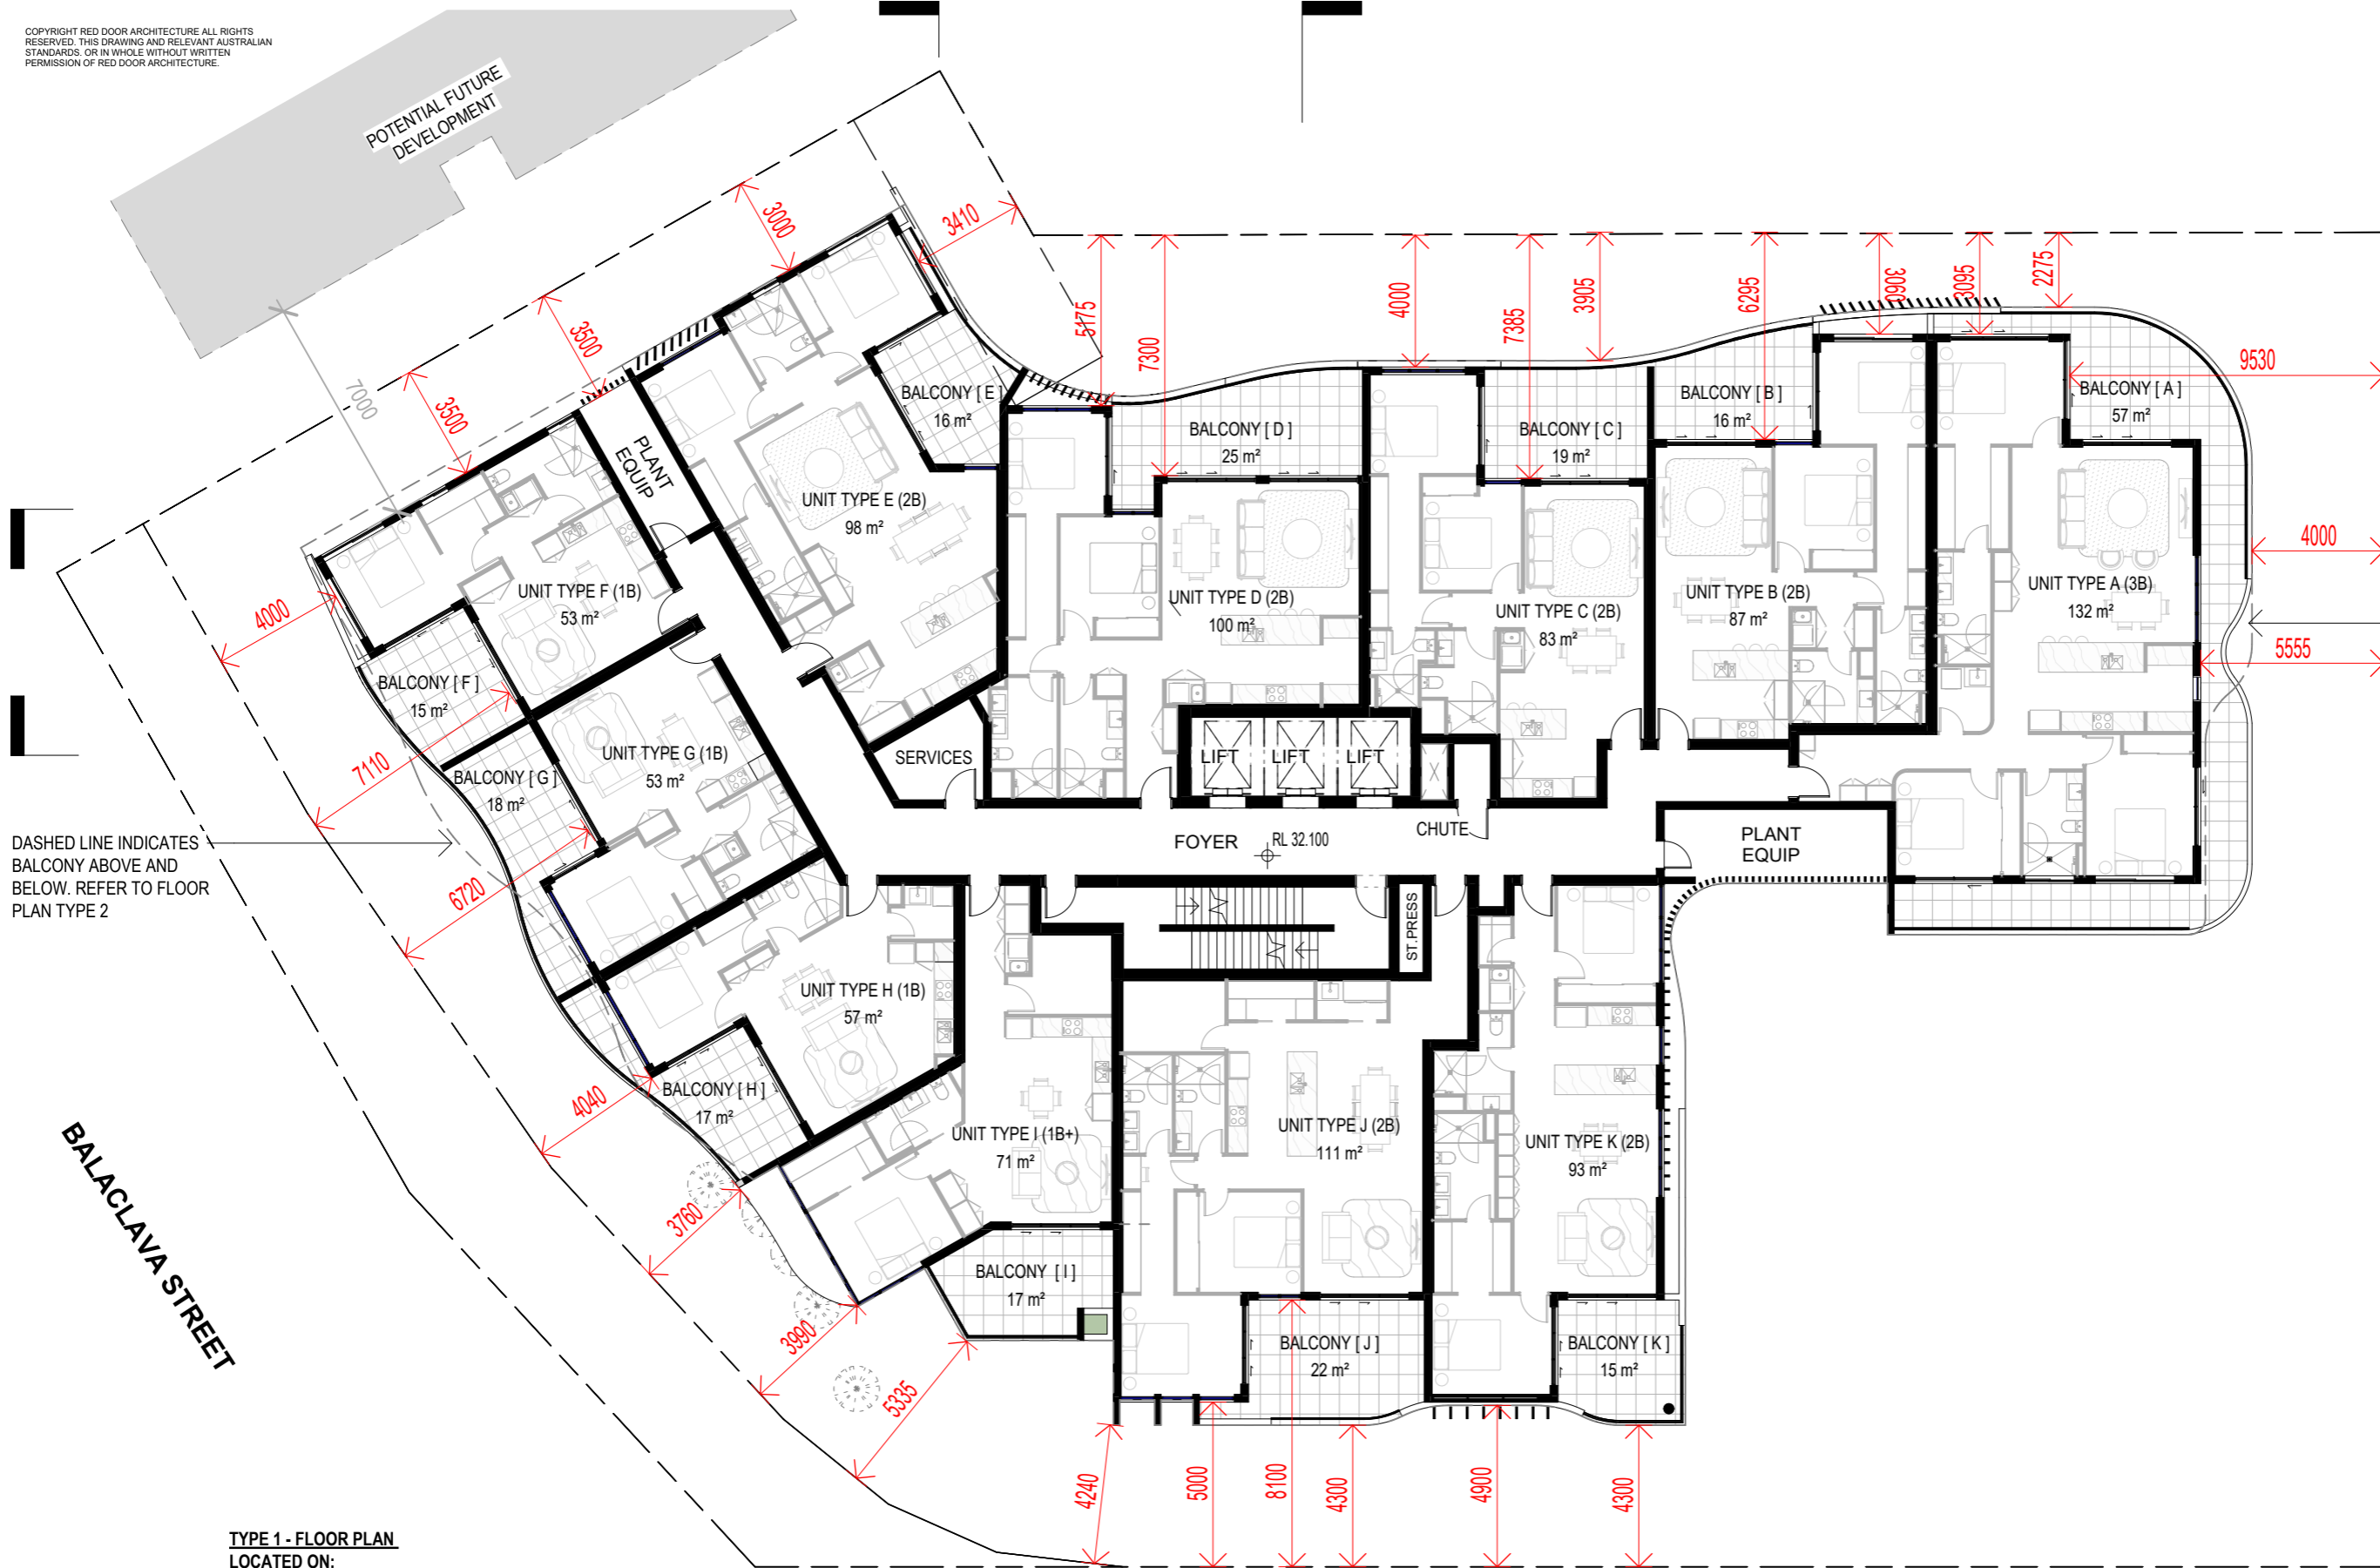 COPYRIGHT RED DOOR ARCHITECTURE ALL RIGHTS
RESERVED. THIS DRAWING AND RELEVANT AUSTRALIAN
STANDARDS. OR IN WHOLE WITHOUT WRITTEN
PERMISSION OF RED DOOR ARCHITECTURE.
POTENTIAL FUTURE
DEVELOPMENT
3000
3410
3500
3500
7000
5175
7300
4000
7385
3905
6295
3060
3095
2275
9530
4000
5555
BALCONY [ E ]
16 m²
BALCONY [ D ]
25 m²
BALCONY [ C ]
19 m²
BALCONY [ B ]
16 m²
BALCONY [ A ]
57 m²
PLANT
EQUIP
UNIT TYPE E (2B)
98 m²
UNIT TYPE F (1B)
53 m²
UNIT TYPE D (2B)
100 m²
UNIT TYPE C (2B)
83 m²
UNIT TYPE B (2B)
87 m²
UNIT TYPE A (3B)
132 m²
4000
BALCONY [ F ]
15 m²
7110
UNIT TYPE G (1B)
53 m²
BALCONY [ G ]
18 m²
SERVICES
LIFT
LIFT
LIFT
DASHED LINE INDICATES
BALCONY ABOVE AND
BELOW. REFER TO FLOOR
PLAN TYPE 2
6720
FOYER
RL 32.100
CHUTE
PLANT
EQUIP
ST.PRESS
UNIT TYPE H (1B)
57 m²
4040
BALCONY [ H ]
17 m²
UNIT TYPE I (1B+)
71 m²
UNIT TYPE J (2B)
111 m²
UNIT TYPE K (2B)
93 m²
BALACLAVA STREET
3760
BALCONY [ I ]
17 m²
3990
5335
BALCONY [ J ]
22 m²
BALCONY [ K ]
15 m²
4240
5000
8100
4300
4900
4300
TYPE 1 - FLOOR PLAN
LOCATED ON: